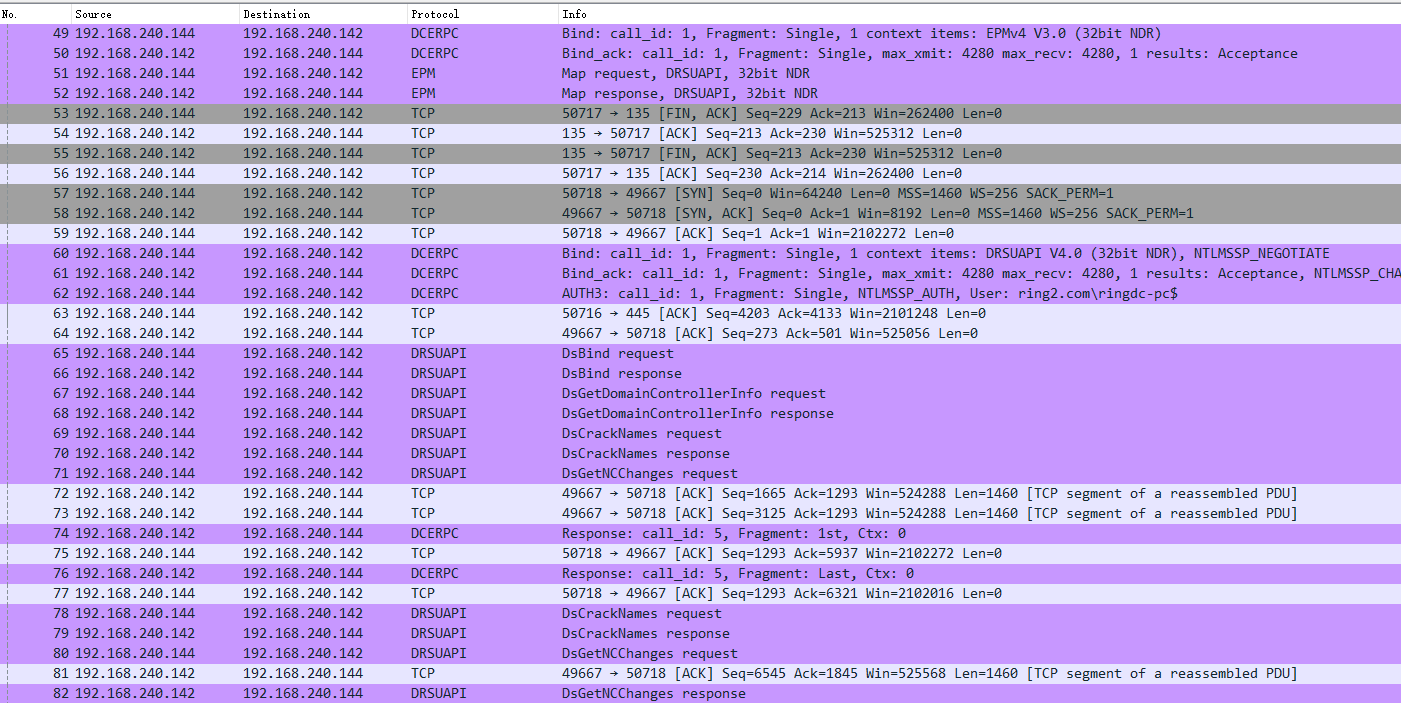 No. Source Destination Protocol Info
49 192.168.240.144 192.168.240.142 DCERPC Bind: call_id: 1, Fragment: Single, 1 context items: EPMv4 V3.0 (32bit NDR)
50 192.168.240.142 192.168.240.144 DCERPC Bind_ack: call_id: 1, Fragment: Single, max_xmit: 4280 max_recv: 4280, 1 results: Acceptance
51 192.168.240.144 192.168.240.142 EPM Map request, DRSUAPI, 32bit NDR
52 192.168.240.142 192.168.240.144 EPM Map response, DRSUAPI, 32bit NDR
53 192.168.240.144 192.168.240.142 TCP 50717 → 135 [FIN, ACK] Seq=229 Ack=213 Win=262400 Len=0
54 192.168.240.142 192.168.240.144 TCP 135 → 50717 [ACK] Seq=213 Ack=230 Win=525312 Len=0
55 192.168.240.142 192.168.240.144 TCP 135 → 50717 [FIN, ACK] Seq=213 Ack=230 Win=525312 Len=0
56 192.168.240.144 192.168.240.142 TCP 50717 → 135 [ACK] Seq=230 Ack=214 Win=262400 Len=0
57 192.168.240.144 192.168.240.142 TCP 50718 → 49667 [SYN] Seq=0 Win=64240 Len=0 MSS=1460 WS=256 SACK_PERM=1
58 192.168.240.142 192.168.240.144 TCP 49667 → 50718 [SYN, ACK] Seq=0 Ack=1 Win=8192 Len=0 MSS=1460 WS=256 SACK_PERM=1
59 192.168.240.144 192.168.240.142 TCP 50718 → 49667 [ACK] Seq=1 Ack=1 Win=2102272 Len=0
60 192.168.240.144 192.168.240.142 DCERPC Bind: call_id: 1, Fragment: Single, 1 context items: DRSUAPI V4.0 (32bit NDR), NTLMSSP_NEGOTIATE
61 192.168.240.142 192.168.240.144 DCERPC Bind_ack: call_id: 1, Fragment: Single, max_xmit: 4280 max_recv: 4280, 1 results: Acceptance, NTLMSSP_CHA
62 192.168.240.144 192.168.240.142 DCERPC AUTH3: call_id: 1, Fragment: Single, NTLMSSP_AUTH, User: ring2.com\ringdc-pc$
63 192.168.240.144 192.168.240.142 TCP 50716 → 445 [ACK] Seq=4203 Ack=4133 Win=2101248 Len=0
64 192.168.240.142 192.168.240.144 TCP 49667 → 50718 [ACK] Seq=273 Ack=501 Win=525056 Len=0
65 192.168.240.144 192.168.240.142 DRSUAPI DsBind request
66 192.168.240.142 192.168.240.144 DRSUAPI DsBind response
67 192.168.240.144 192.168.240.142 DRSUAPI DsGetDomainControllerInfo request
68 192.168.240.142 192.168.240.144 DRSUAPI DsGetDomainControllerInfo response
69 192.168.240.144 192.168.240.142 DRSUAPI DsCrackNames request
70 192.168.240.142 192.168.240.144 DRSUAPI DsCrackNames response
71 192.168.240.144 192.168.240.142 DRSUAPI DsGetNCChanges request
72 192.168.240.142 192.168.240.144 TCP 49667 → 50718 [ACK] Seq=1665 Ack=1293 Win=524288 Len=1460 [TCP segment of a reassembled PDU]
73 192.168.240.142 192.168.240.144 TCP 49667 → 50718 [ACK] Seq=3125 Ack=1293 Win=524288 Len=1460 [TCP segment of a reassembled PDU]
74 192.168.240.142 192.168.240.144 DCERPC Response: call_id: 5, Fragment: 1st, Ctx: 0
75 192.168.240.144 192.168.240.142 TCP 50718 → 49667 [ACK] Seq=1293 Ack=5937 Win=2102272 Len=0
76 192.168.240.142 192.168.240.144 DCERPC Response: call_id: 5, Fragment: Last, Ctx: 0
77 192.168.240.144 192.168.240.142 TCP 50718 → 49667 [ACK] Seq=1293 Ack=6321 Win=2102016 Len=0
78 192.168.240.144 192.168.240.142 DRSUAPI DsCrackNames request
79 192.168.240.142 192.168.240.144 DRSUAPI DsCrackNames response
80 192.168.240.144 192.168.240.142 DRSUAPI DsGetNCChanges request
81 192.168.240.142 192.168.240.144 TCP 49667 → 50718 [ACK] Seq=6545 Ack=1845 Win=525568 Len=1460 [TCP segment of a reassembled PDU]
82 192.168.240.142 192.168.240.144 DRSUAPI DsGetNCChanges response